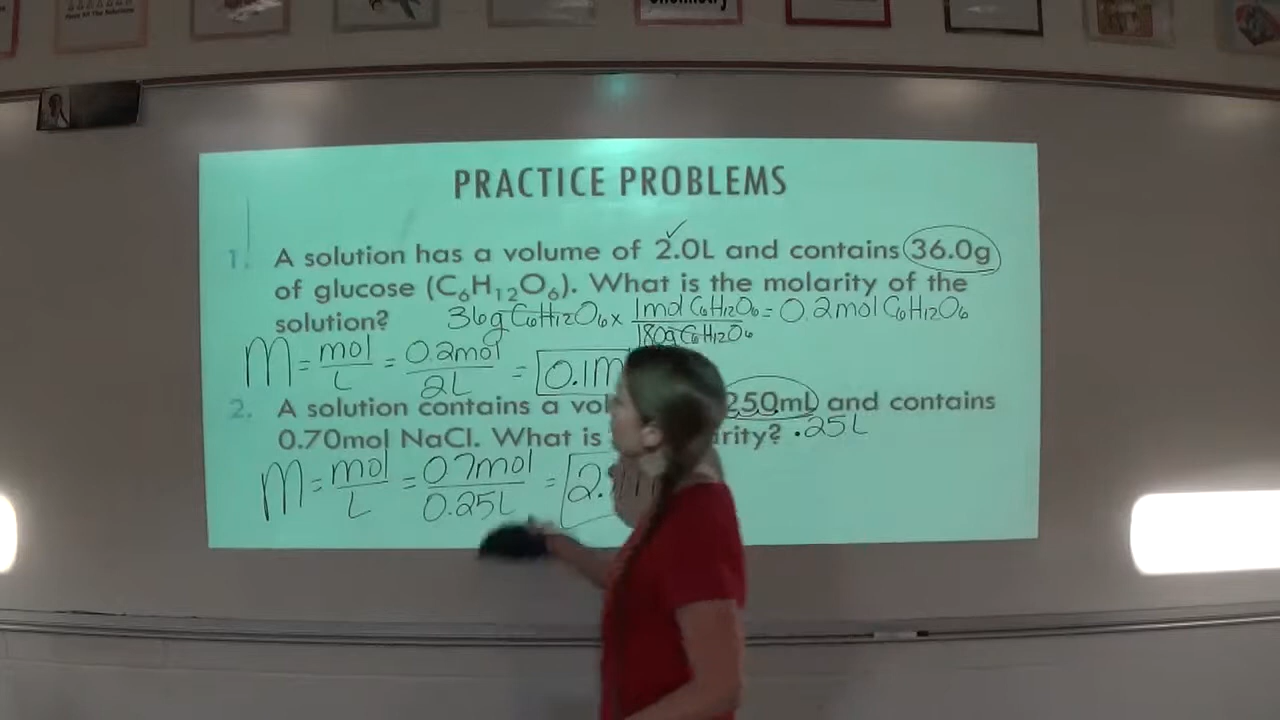 Chemistry
PRACTICE PROBLEMS
1. A solution has a volume of 2.0L and contains 36.0g
of glucose (C₆H₁₂O₆). What is the molarity of the
solution? 36g C₆H₁₂O₆ x 1mol C₆H₁₂O₆ = 0.2mol C₆H₁₂O₆
180g C₆H₁₂O₆
M = mol = 0.2mol = 0.1M
L 2L
2. A solution contains a vol 250mL and contains
0.70mol NaCl. What is rity? .25L
M = mol = 0.7mol = 2.
L 0.25L